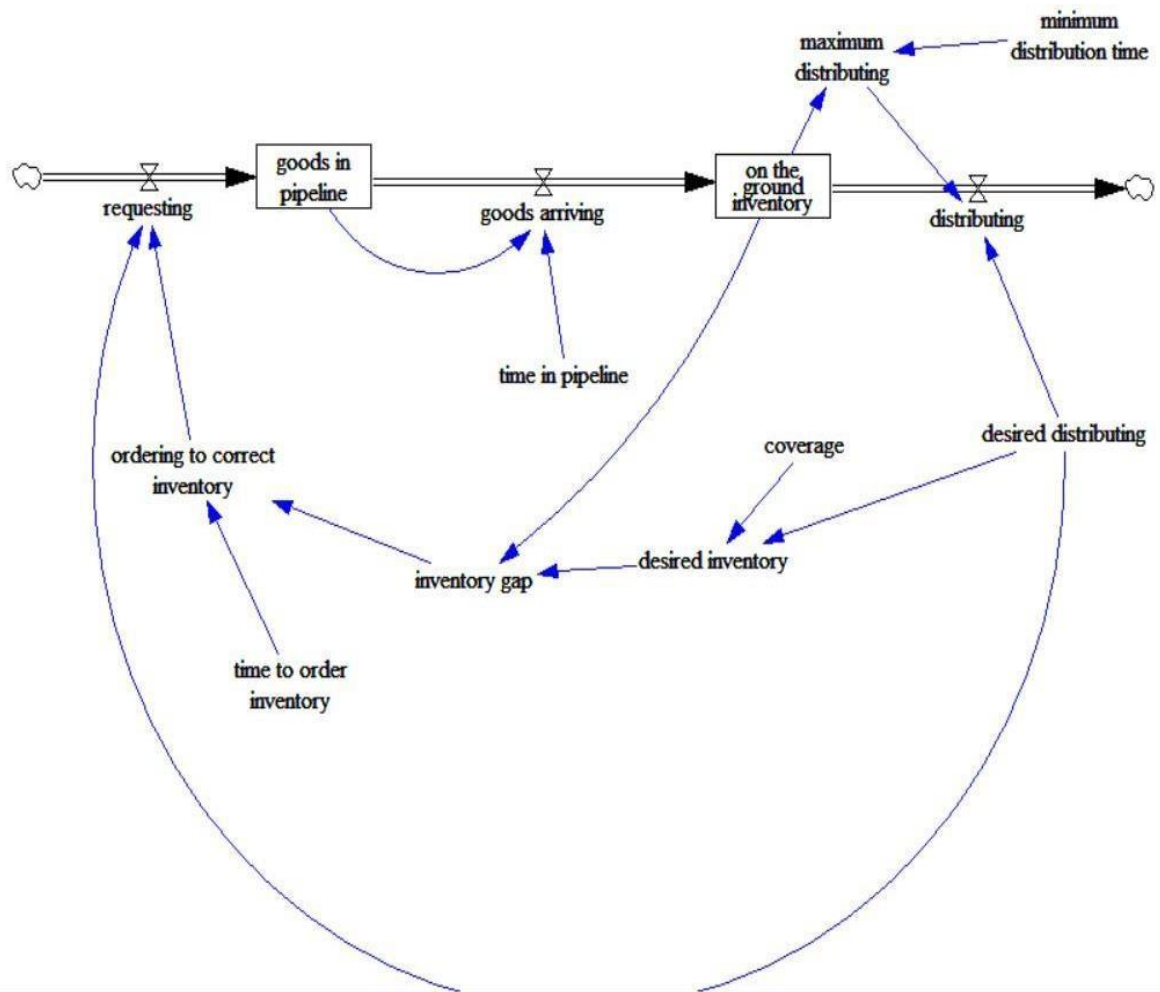 minimum
distribution time
maximum
distributing
goods in
pipeline
on the
ground
inventory
requesting
goods arriving
distributing
time in pipeline
desired distributing
coverage
ordering to correct
inventory
desired inventory
inventory gap
time to order
inventory